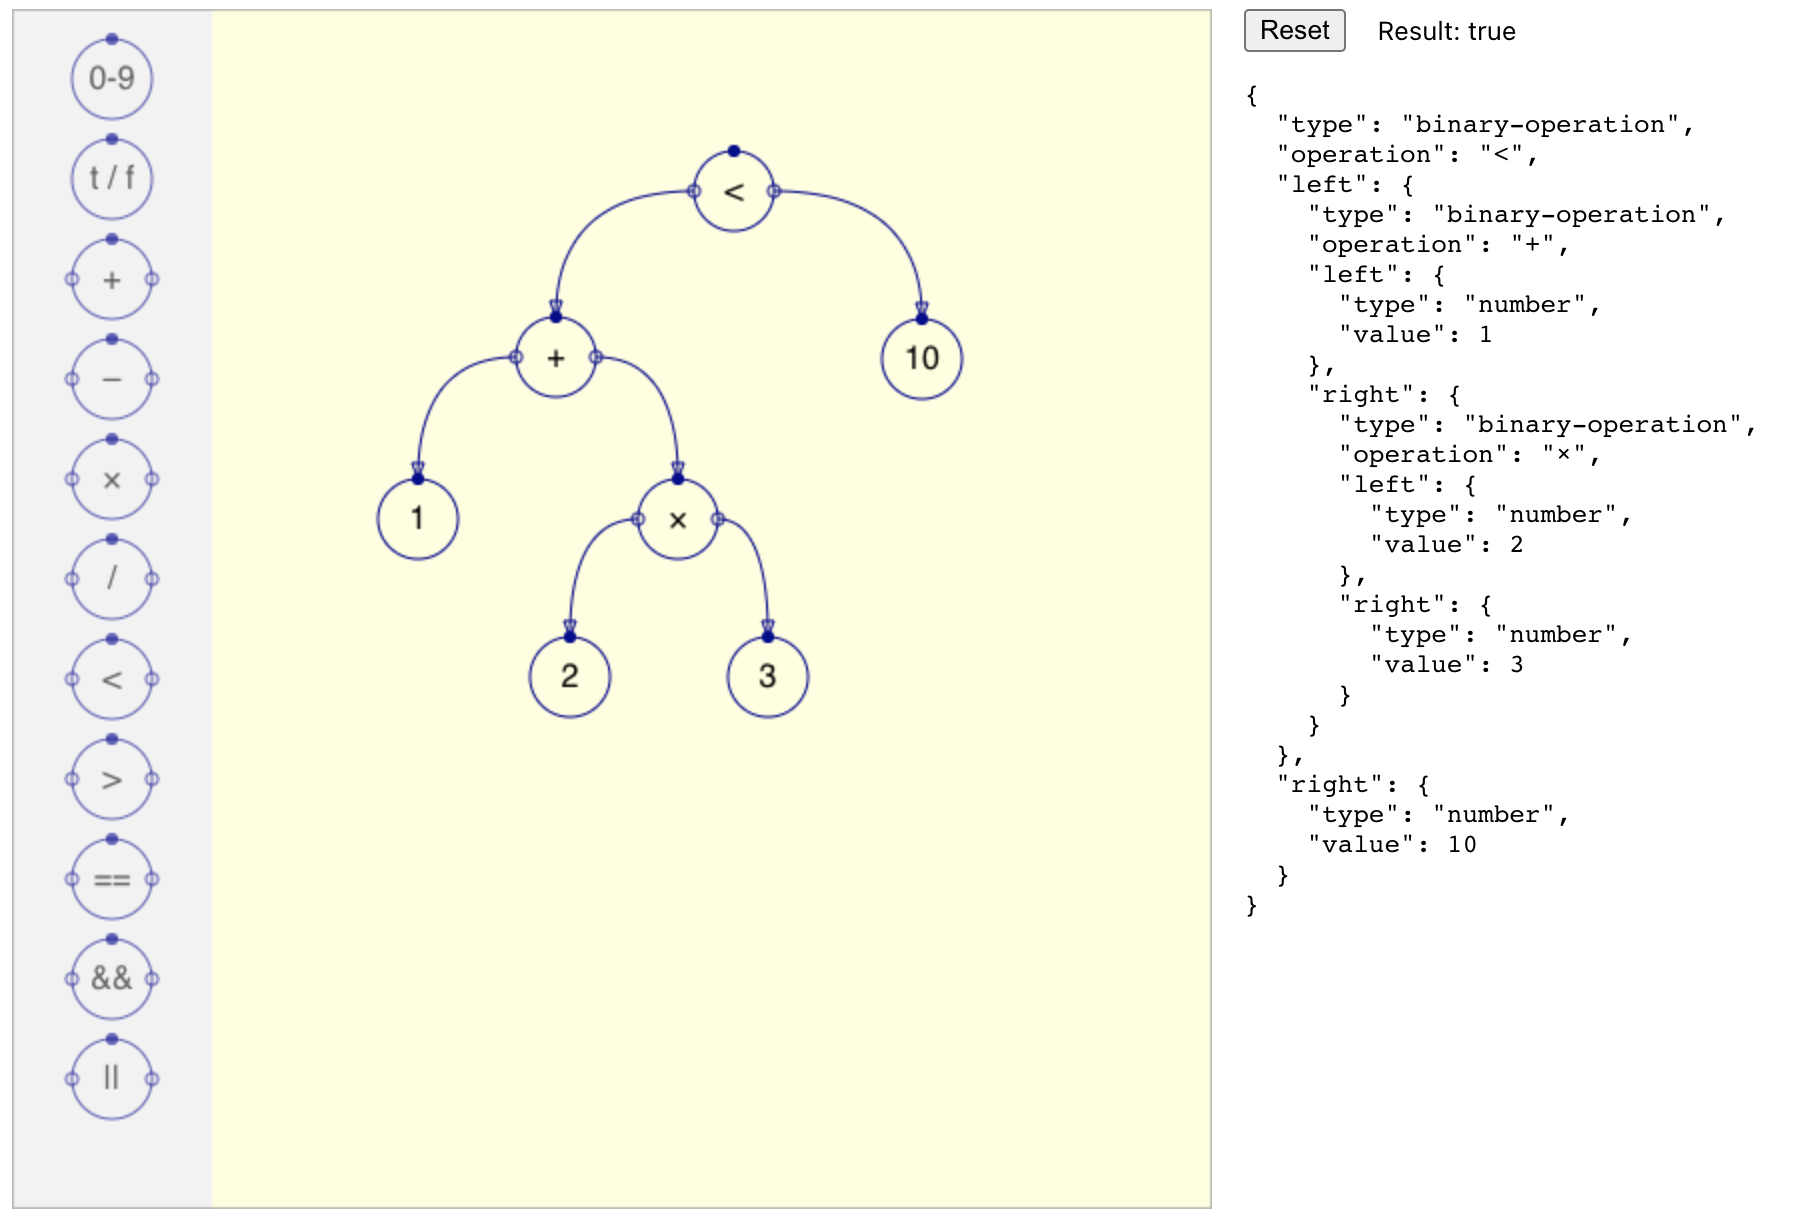 0-9
t / f
+
−
×
/
<
>
==
&&
||
<
+
10
1
×
2
3
Reset
Result: true
{
  "type": "binary-operation",
  "operation": "<",
  "left": {
    "type": "binary-operation",
    "operation": "+",
    "left": {
      "type": "number",
      "value": 1
    },
    "right": {
      "type": "binary-operation",
      "operation": "×",
      "left": {
        "type": "number",
        "value": 2
      },
      "right": {
        "type": "number",
        "value": 3
      }
    }
  },
  "right": {
    "type": "number",
    "value": 10
  }
}